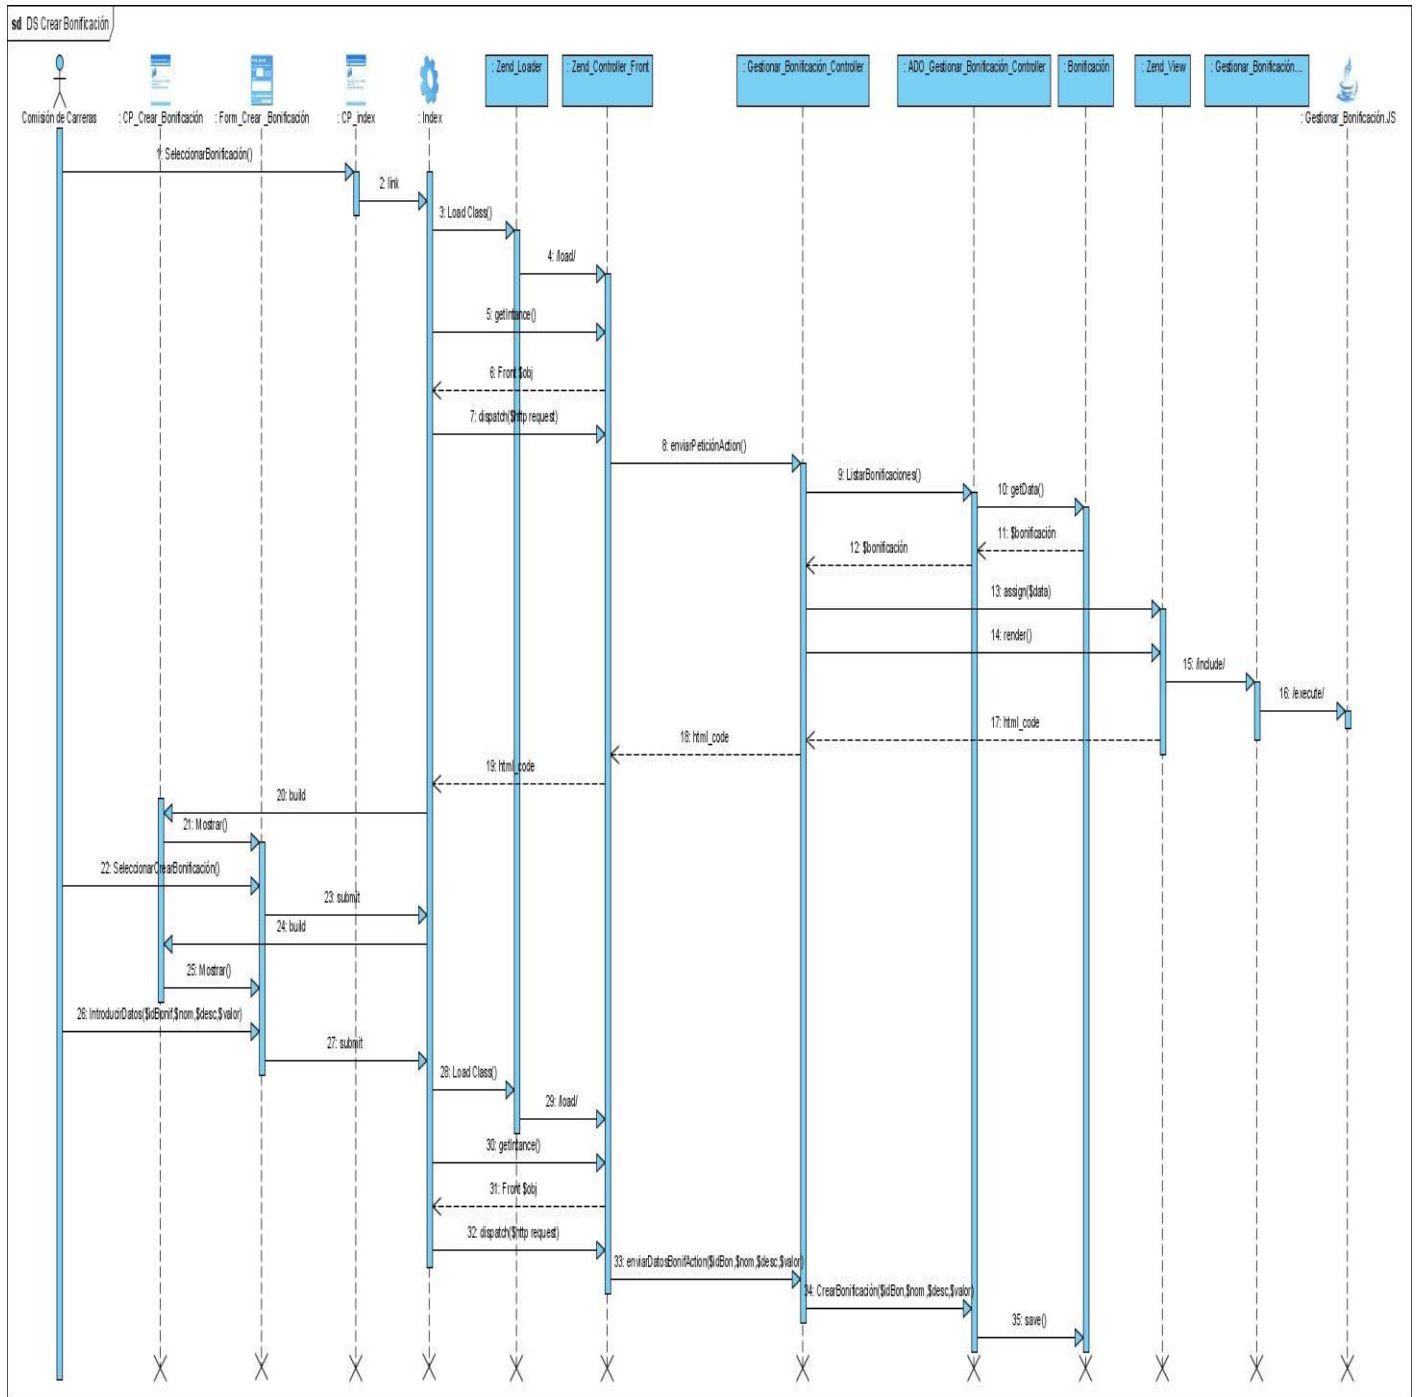 sd DS Crear Bonificación
Comisión de Carreras
: CP_Crear_Bonificación
: Form_Crear _Bonificación
: CP_index
: Index
: Zend_Loader
: Zend_Controller_Front
: Gestionar_Bonificación_Controller
: ADO_Gestionar_Bonificación_Controller
: Bonificación
: Zend_View
: Gestionar_Bonificación....
: Gestionar_Bonificación.JS
1: SeleccionarBonificación()
2: link
3: Load Class()
4: /load/
5: getIntance()
6: Front $obj
7: dispatch($http request)
8: enviarPeticiónAction()
9: ListarBonificaciones()
10: getData()
11: $bonificación
12: $bonificación
13: assign($data)
14: render()
15: /include/
16: /execute/
17: html_code
18: html_code
19: html_code
20: build
21: Mostrar()
22: SeleccionarCrearBonificación()
23: submit
24: build
25: Mostrar()
26: IntroducirDatos($idBonif,$nom,$desc,$valor)
27: submit
28: Load Class()
29: /load/
30: getIntance()
31: Front $obj
32: dispatch($http request)
33: enviarDatosBonifAction($idBon,$nom,$desc,$valor)
34: CrearBonificación($idBon,$nom,$desc,$valor)
35: save()